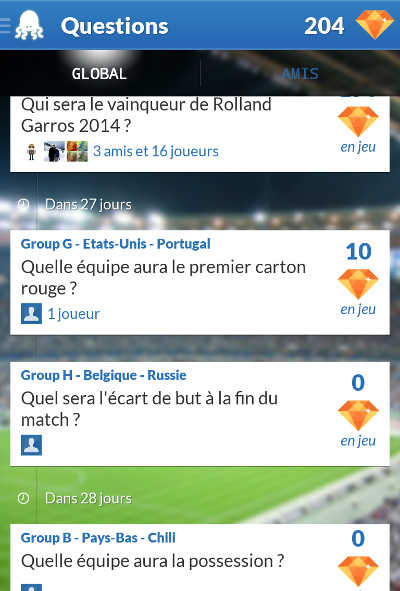 Questions
204
GLOBAL
AMIS
Qui sera le vainqueur de Rolland
Garros 2014 ?
3 amis et 16 joueurs
en jeu
Dans 27 jours
Group G - Etats-Unis - Portugal
10
Quelle équipe aura le premier carton
rouge ?
1 joueur
en jeu
Group H - Belgique - Russie
0
Quel sera l'écart de but à la fin du
match ?
en jeu
Dans 28 jours
Group B - Pays-Bas - Chili
0
Quelle équipe aura la possession ?